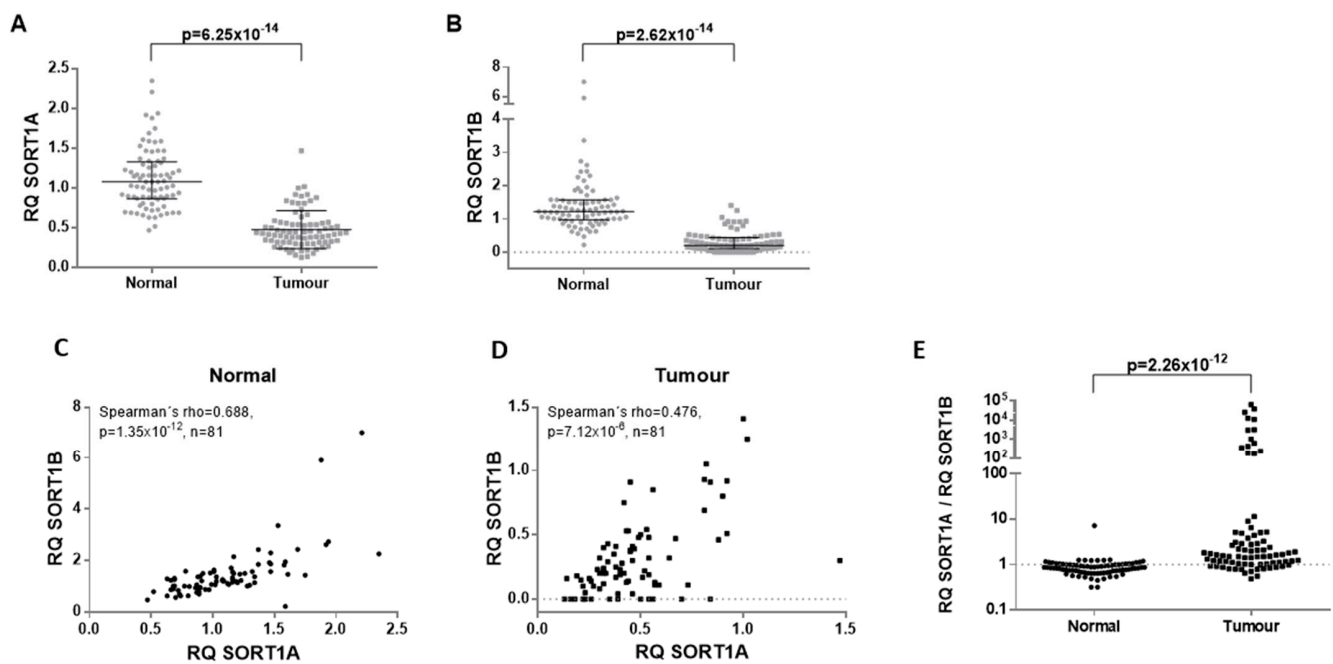 A
p=6.25x10-14
RQ SORT1A
2.5
2.0
1.5
1.0
0.5
0.0
Normal
Tumour
B
p=2.62x10-14
RQ SORT1B
8
6
4
3
2
1
0
Normal
Tumour
C
Normal
Spearman´s rho=0.688,
p=1.35x10-12, n=81
RQ SORT1B
8
6
4
2
0
0.0
0.5
1.0
1.5
2.0
2.5
RQ SORT1A
D
Tumour
Spearman´s rho=0.476,
p=7.12x10-6, n=81
RQ SORT1B
1.5
1.0
0.5
0.0
0.0
0.5
1.0
1.5
RQ SORT1A
E
p=2.26x10-12
RQ SORT1A / RQ SORT1B
105
104
103
102
100
10
1
0.1
Normal
Tumour